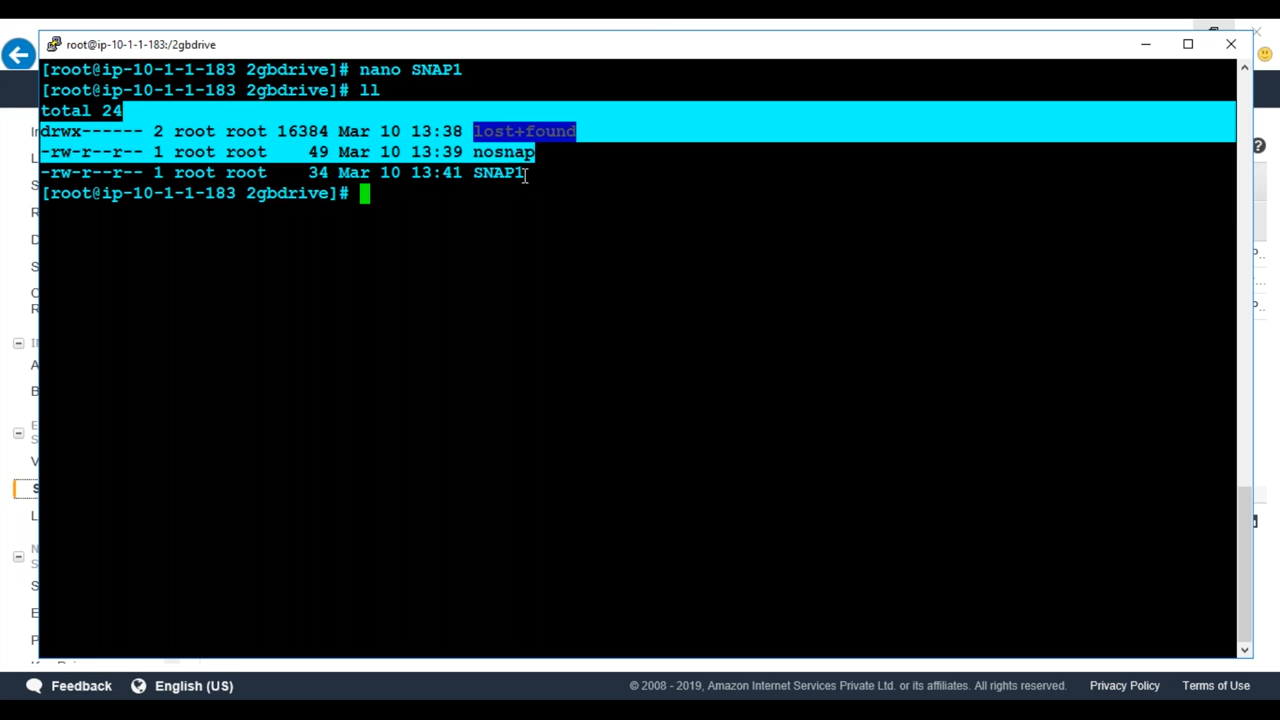 root@ip-10-1-1-183:/2gbdrive
[root@ip-10-1-1-183 2gbdrive]# nano SNAP1
[root@ip-10-1-1-183 2gbdrive]# ll
total 24
drwx------ 2 root root 16384 Mar 10 13:38 lost+found
-rw-r--r-- 1 root root    49 Mar 10 13:39 nosnap
-rw-r--r-- 1 root root    34 Mar 10 13:41 SNAP1
[root@ip-10-1-1-183 2gbdrive]#
Feedback English (US) © 2008 - 2019, Amazon Internet Services Private Ltd. or its affiliates. All rights reserved. Privacy Policy Terms of Use